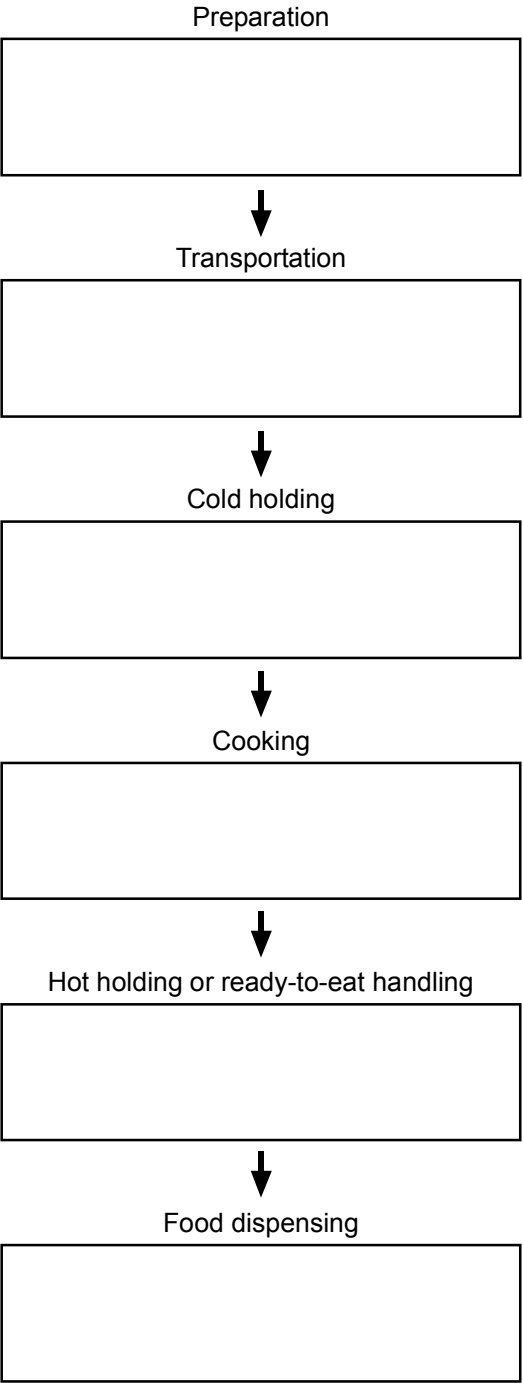 Preparation
Transportation
Cold holding
Cooking
Hot holding or ready-to-eat handling
Food dispensing